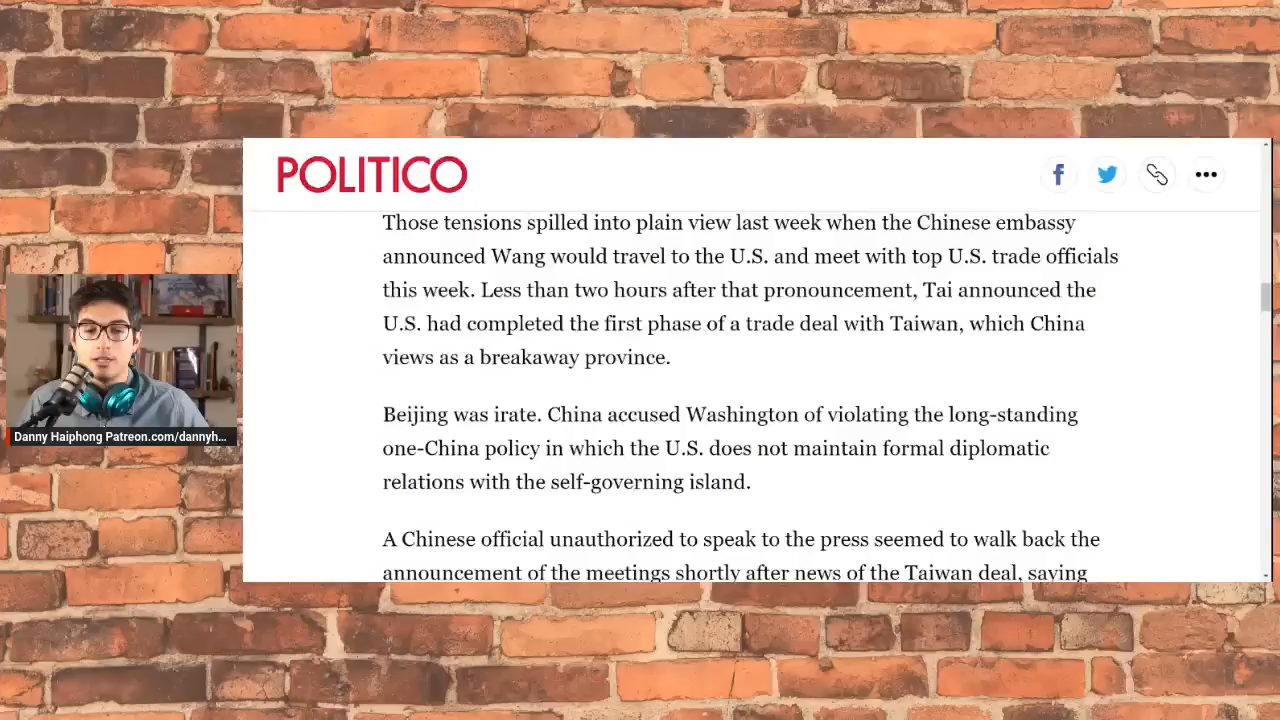 POLITICO
Those tensions spilled into plain view last week when the Chinese embassy
announced Wang would travel to the U.S. and meet with top U.S. trade officials
this week. Less than two hours after that pronouncement, Tai announced the
U.S. had completed the first phase of a trade deal with Taiwan, which China
views as a breakaway province.
Beijing was irate. China accused Washington of violating the long-standing
one-China policy in which the U.S. does not maintain formal diplomatic
relations with the self-governing island.
A Chinese official unauthorized to speak to the press seemed to walk back the
announcement of the meetings shortly after news of the Taiwan deal, saying
Danny Haiphong Patreon.com/dannyh...